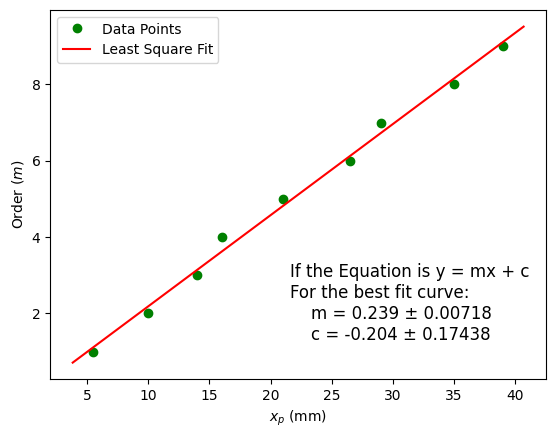 Data Points
Least Square Fit
Order (m)
8
6
4
2
If the Equation is y = mx + c
For the best fit curve:
m = 0.239 ± 0.00718
c = -0.204 ± 0.17438
5 10 15 20 25 30 35 40
xₚ (mm)